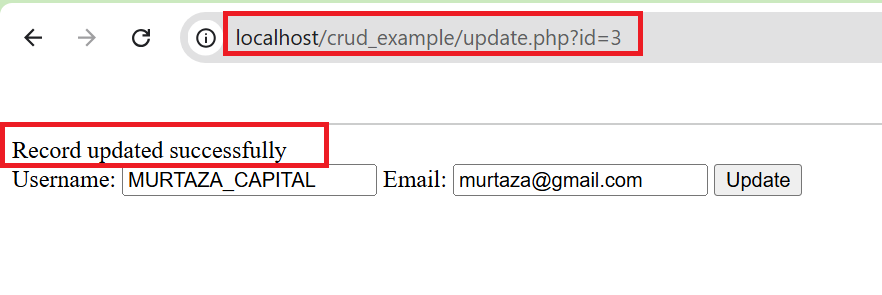 localhost/crud_example/update.php?id=3
Record updated successfully
Username: MURTAZA_CAPITAL Email: murtaza@gmail.com Update